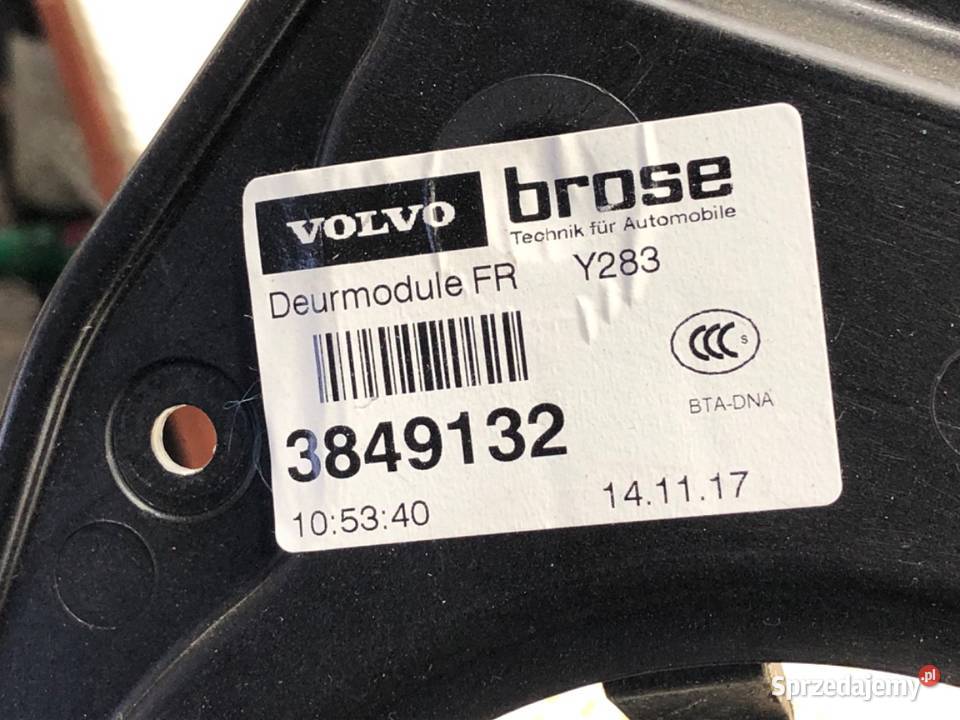 VOLVO
brose
Technik für Automobile
Deurmodule FR Y283
CCC S
BTA-DNA
3849132
10:53:40 14.11.17
Sprzedajemy.pl